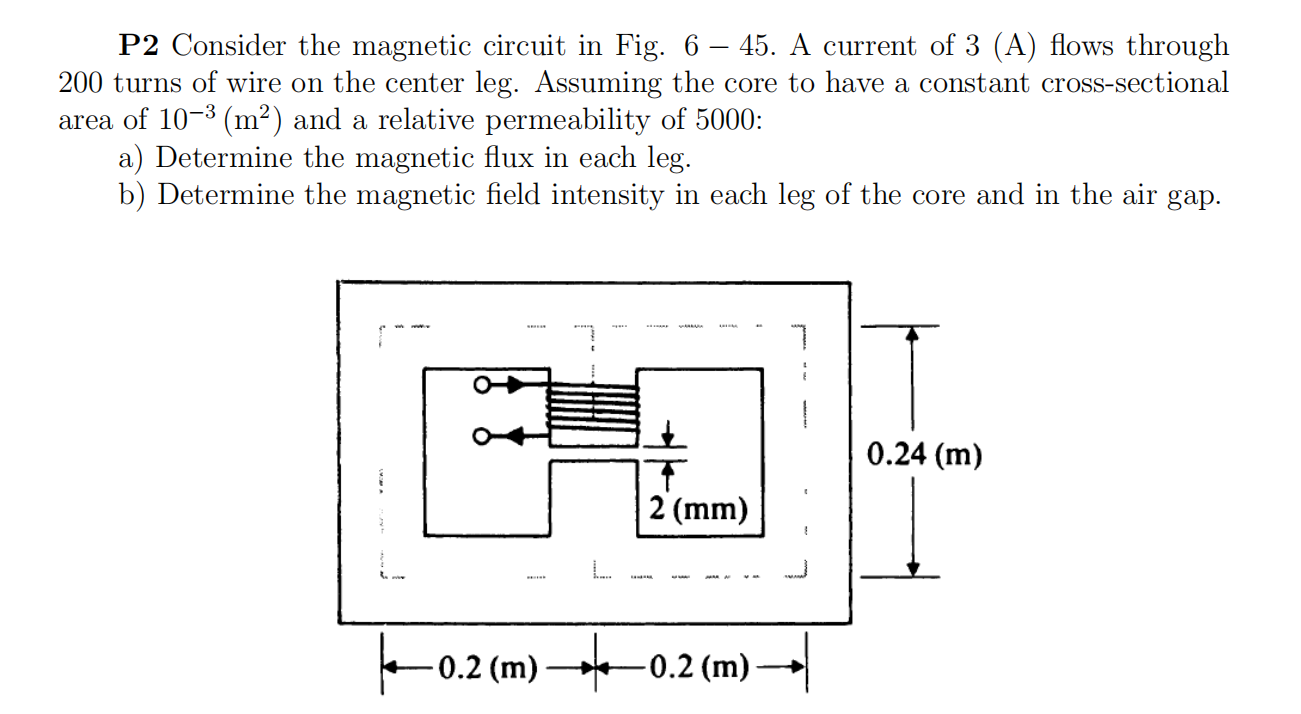 P2 Consider the magnetic circuit in Fig. 6 − 45. A current of 3 (A) flows through
200 turns of wire on the center leg. Assuming the core to have a constant cross-sectional
area of 10⁻³ (m²) and a relative permeability of 5000:
a) Determine the magnetic flux in each leg.
b) Determine the magnetic field intensity in each leg of the core and in the air gap.
0.24 (m)
2 (mm)
0.2 (m)
0.2 (m)